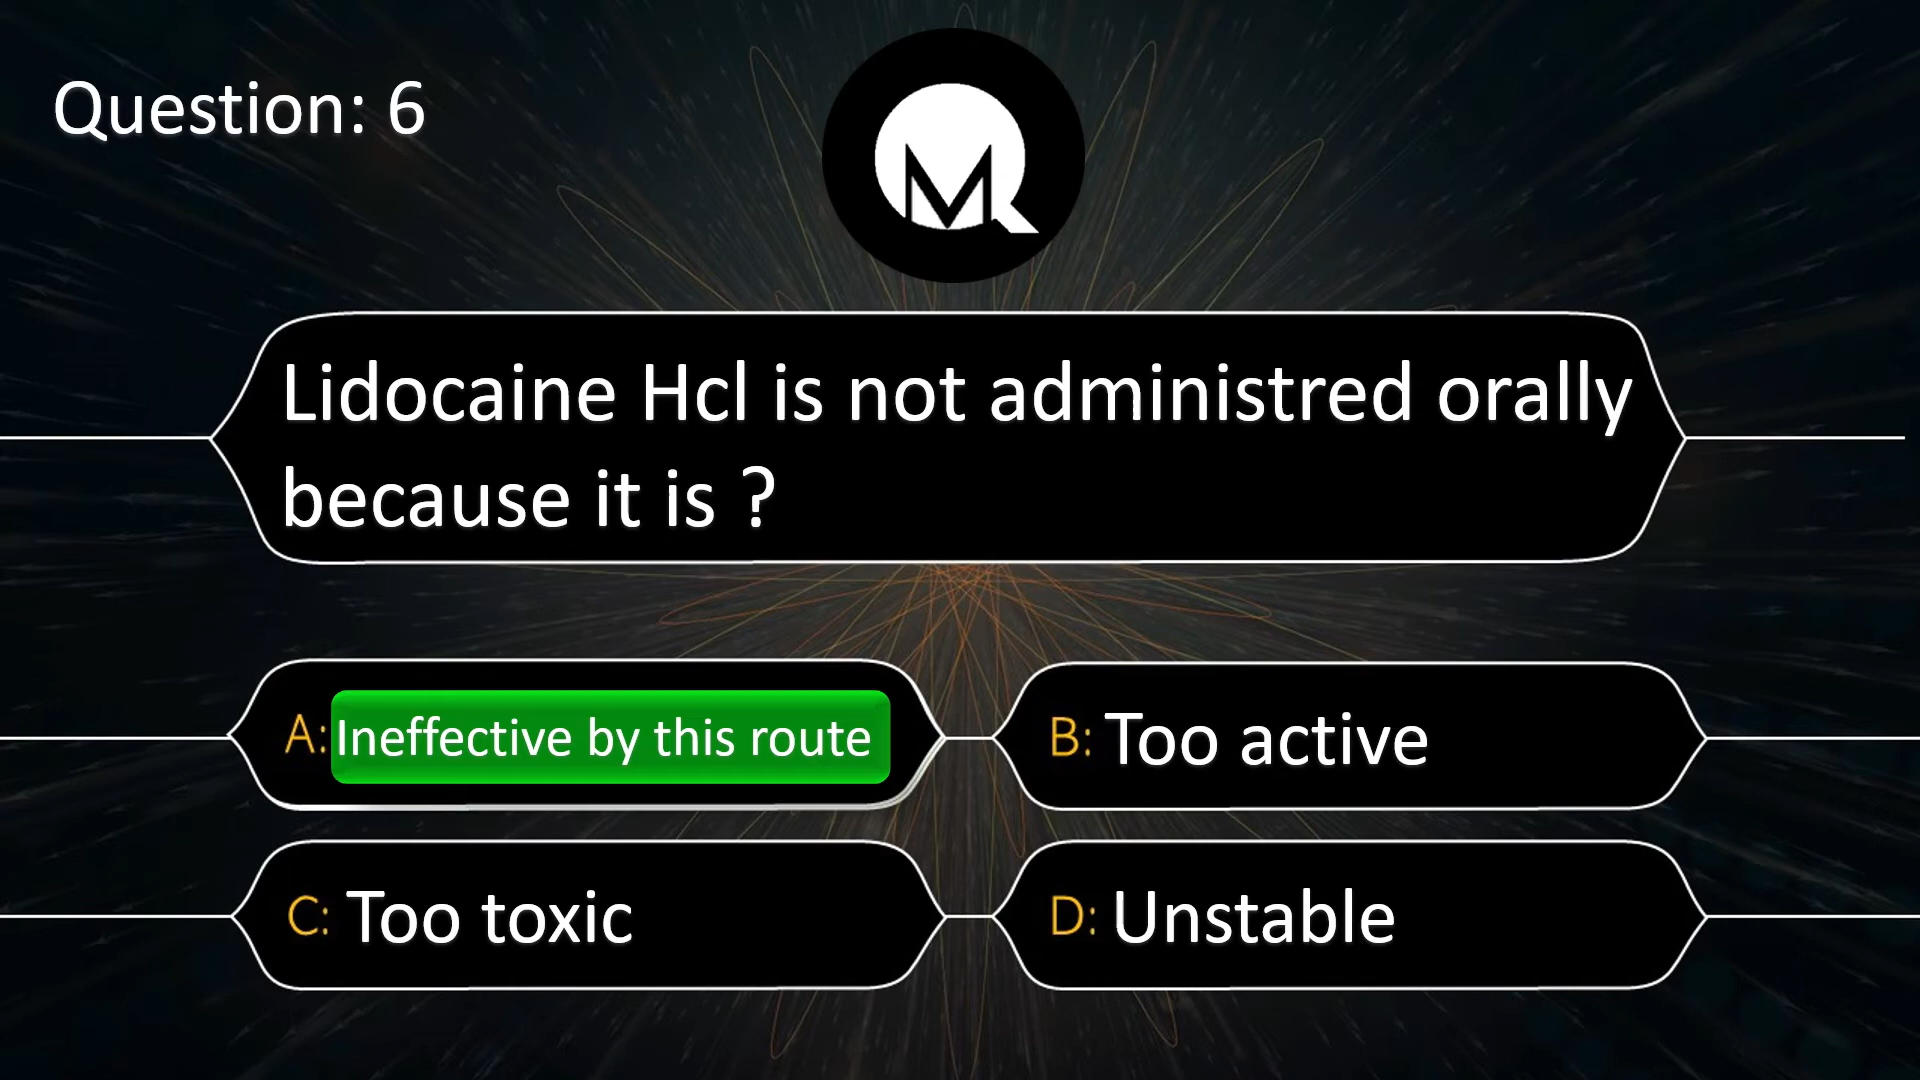 Question: 6
MQ
Lidocaine Hcl is not administred orally
because it is ?
A: Ineffective by this route
B: Too active
C: Too toxic
D: Unstable